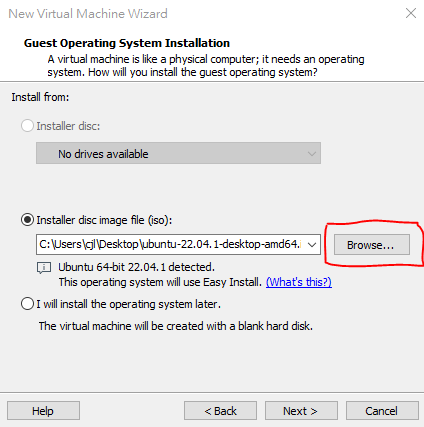 New Virtual Machine Wizard
Guest Operating System Installation
A virtual machine is like a physical computer; it needs an operating
system. How will you install the guest operating system?
Install from:
Installer disc:
No drives available
Installer disc image file (iso):
C:\Users\cjl\Desktop\ubuntu-22.04.1-desktop-amd64.i
Browse...
Ubuntu 64-bit 22.04.1 detected.
This operating system will use Easy Install. (What's this?)
I will install the operating system later.
The virtual machine will be created with a blank hard disk.
Help
< Back
Next >
Cancel